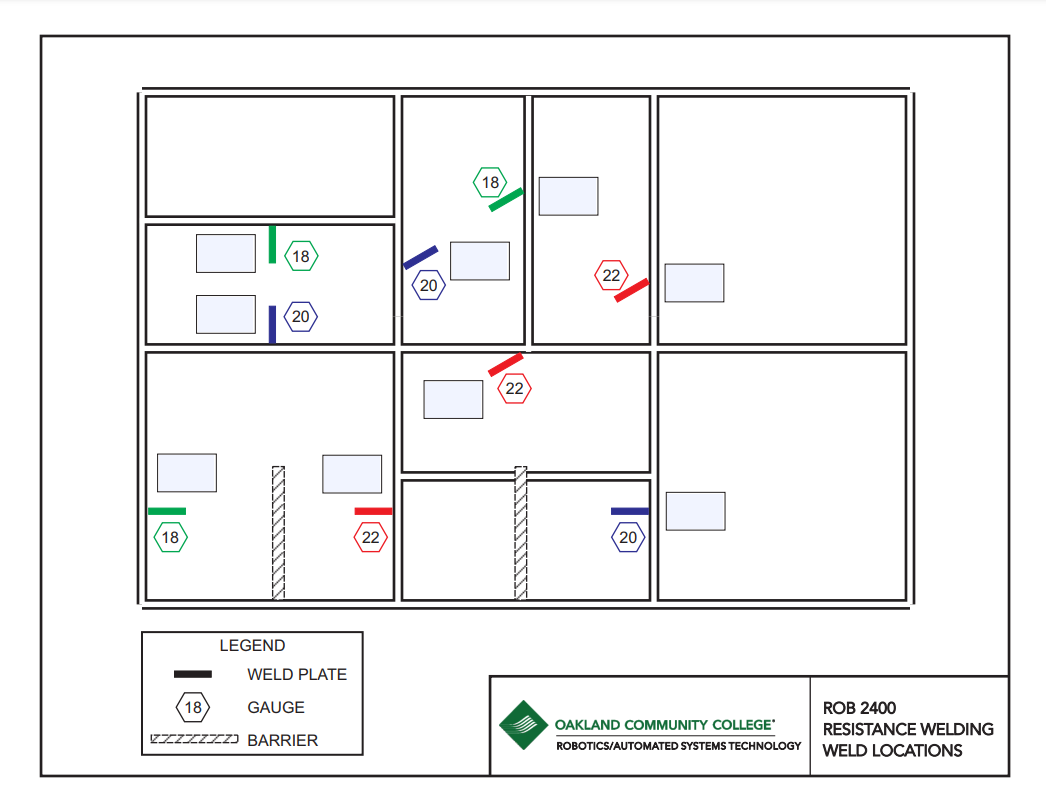 18
18
22
20
20
22
18
22
20
LEGEND
WELD PLATE
18 GAUGE
BARRIER
OAKLAND COMMUNITY COLLEGE
ROBOTICS/AUTOMATED SYSTEMS TECHNOLOGY
ROB 2400
RESISTANCE WELDING
WELD LOCATIONS